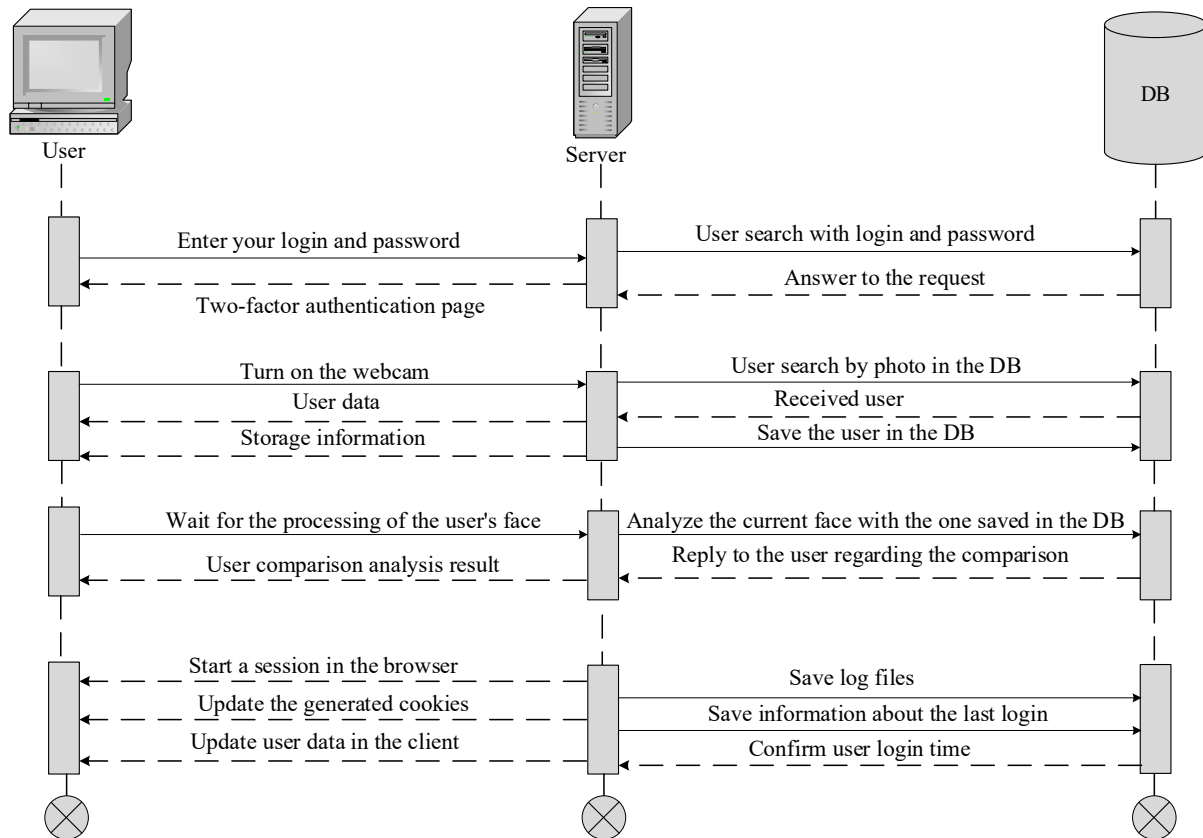 DB
User
Server
Enter your login and password
User search with login and password
Two-factor authentication page
Answer to the request
Turn on the webcam
User search by photo in the DB
User data
Received user
Storage information
Save the user in the DB
Wait for the processing of the user's face
Analyze the current face with the one saved in the DB
User comparison analysis result
Reply to the user regarding the comparison
Start a session in the browser
Save log files
Update the generated cookies
Save information about the last login
Update user data in the client
Confirm user login time